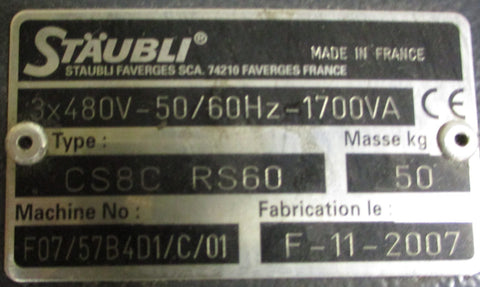 STÄUBLI® MADE IN FRANCE
STAUBLI FAVERGES SCA. 74210 FAVERGES FRANCE
3x480V-50/60Hz-1700VA CE
Type: Masse kg
CS8C RS60 50
Machine No: Fabrication le:
F07/57B4D1/C/01 F-11-2007